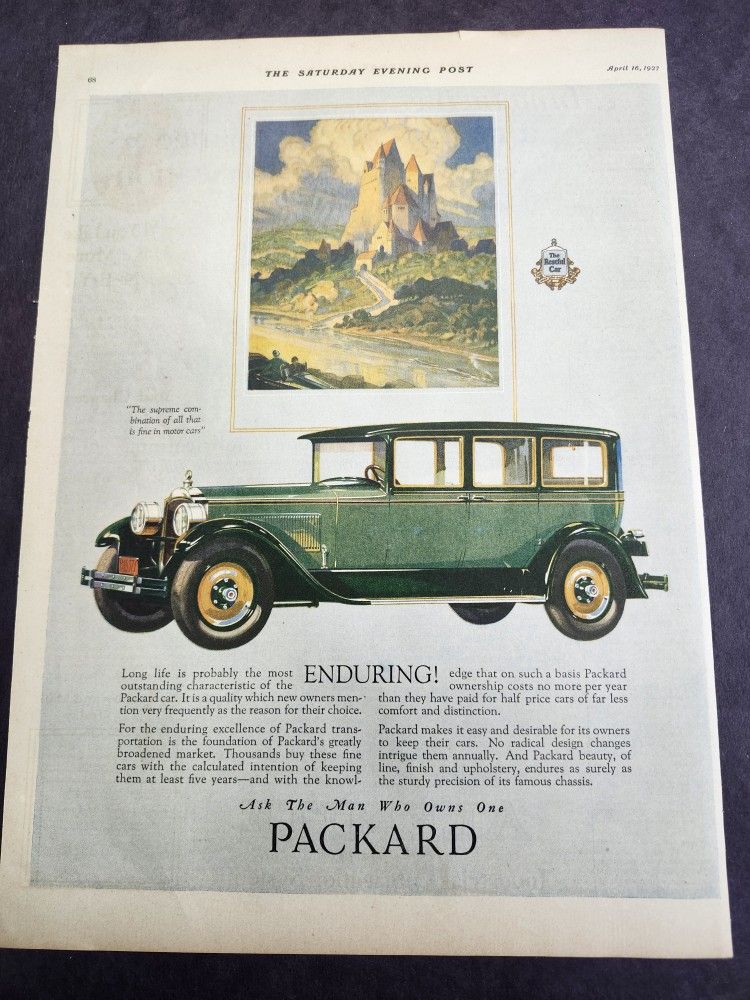 68
THE SATURDAY EVENING POST
April 16, 1927
The
Restful
Car
"The supreme com-
bination of all that
is fine in motor cars"
ENDURING!
Long life is probably the most
outstanding characteristic of the
Packard car. It is a quality which new owners men-
tion very frequently as the reason for their choice.
For the enduring excellence of Packard trans-
portation is the foundation of Packard's greatly
broadened market. Thousands buy these fine
cars with the calculated intention of keeping
them at least five years—and with the knowl-
edge that on such a basis Packard
ownership costs no more per year
than they have paid for half price cars of far less
comfort and distinction.
Packard makes it easy and desirable for its owners
to keep their cars. No radical design changes
intrigue them annually. And Packard beauty, of
line, finish and upholstery, endures as surely as
the sturdy precision of its famous chassis.
Ask The Man Who Owns One
PACKARD